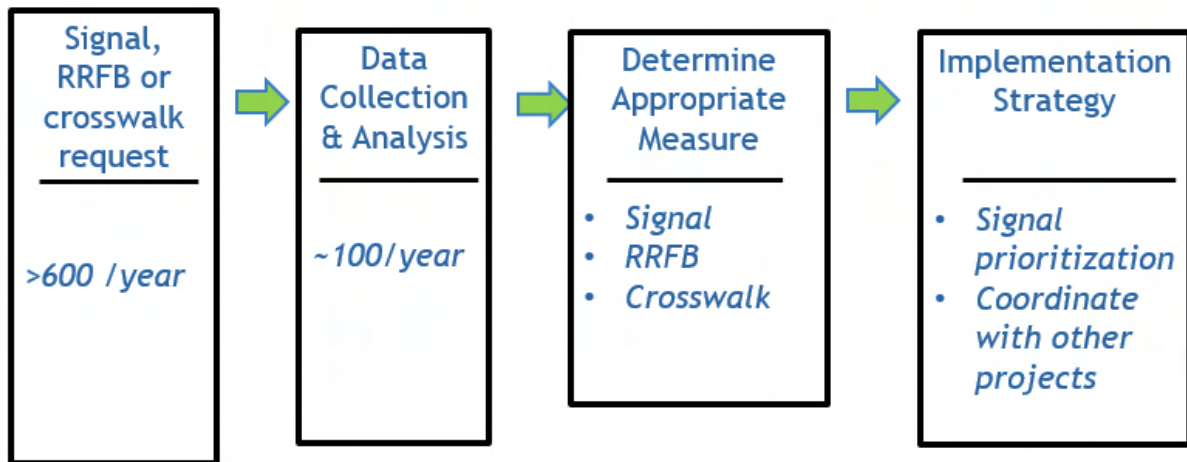 Signal,
RRFB or
crosswalk
request
>600 /year
Data
Collection
& Analysis
~100/year
Determine
Appropriate
Measure
• Signal
• RRFB
• Crosswalk
Implementation
Strategy
• Signal
prioritization
• Coordinate
with other
projects